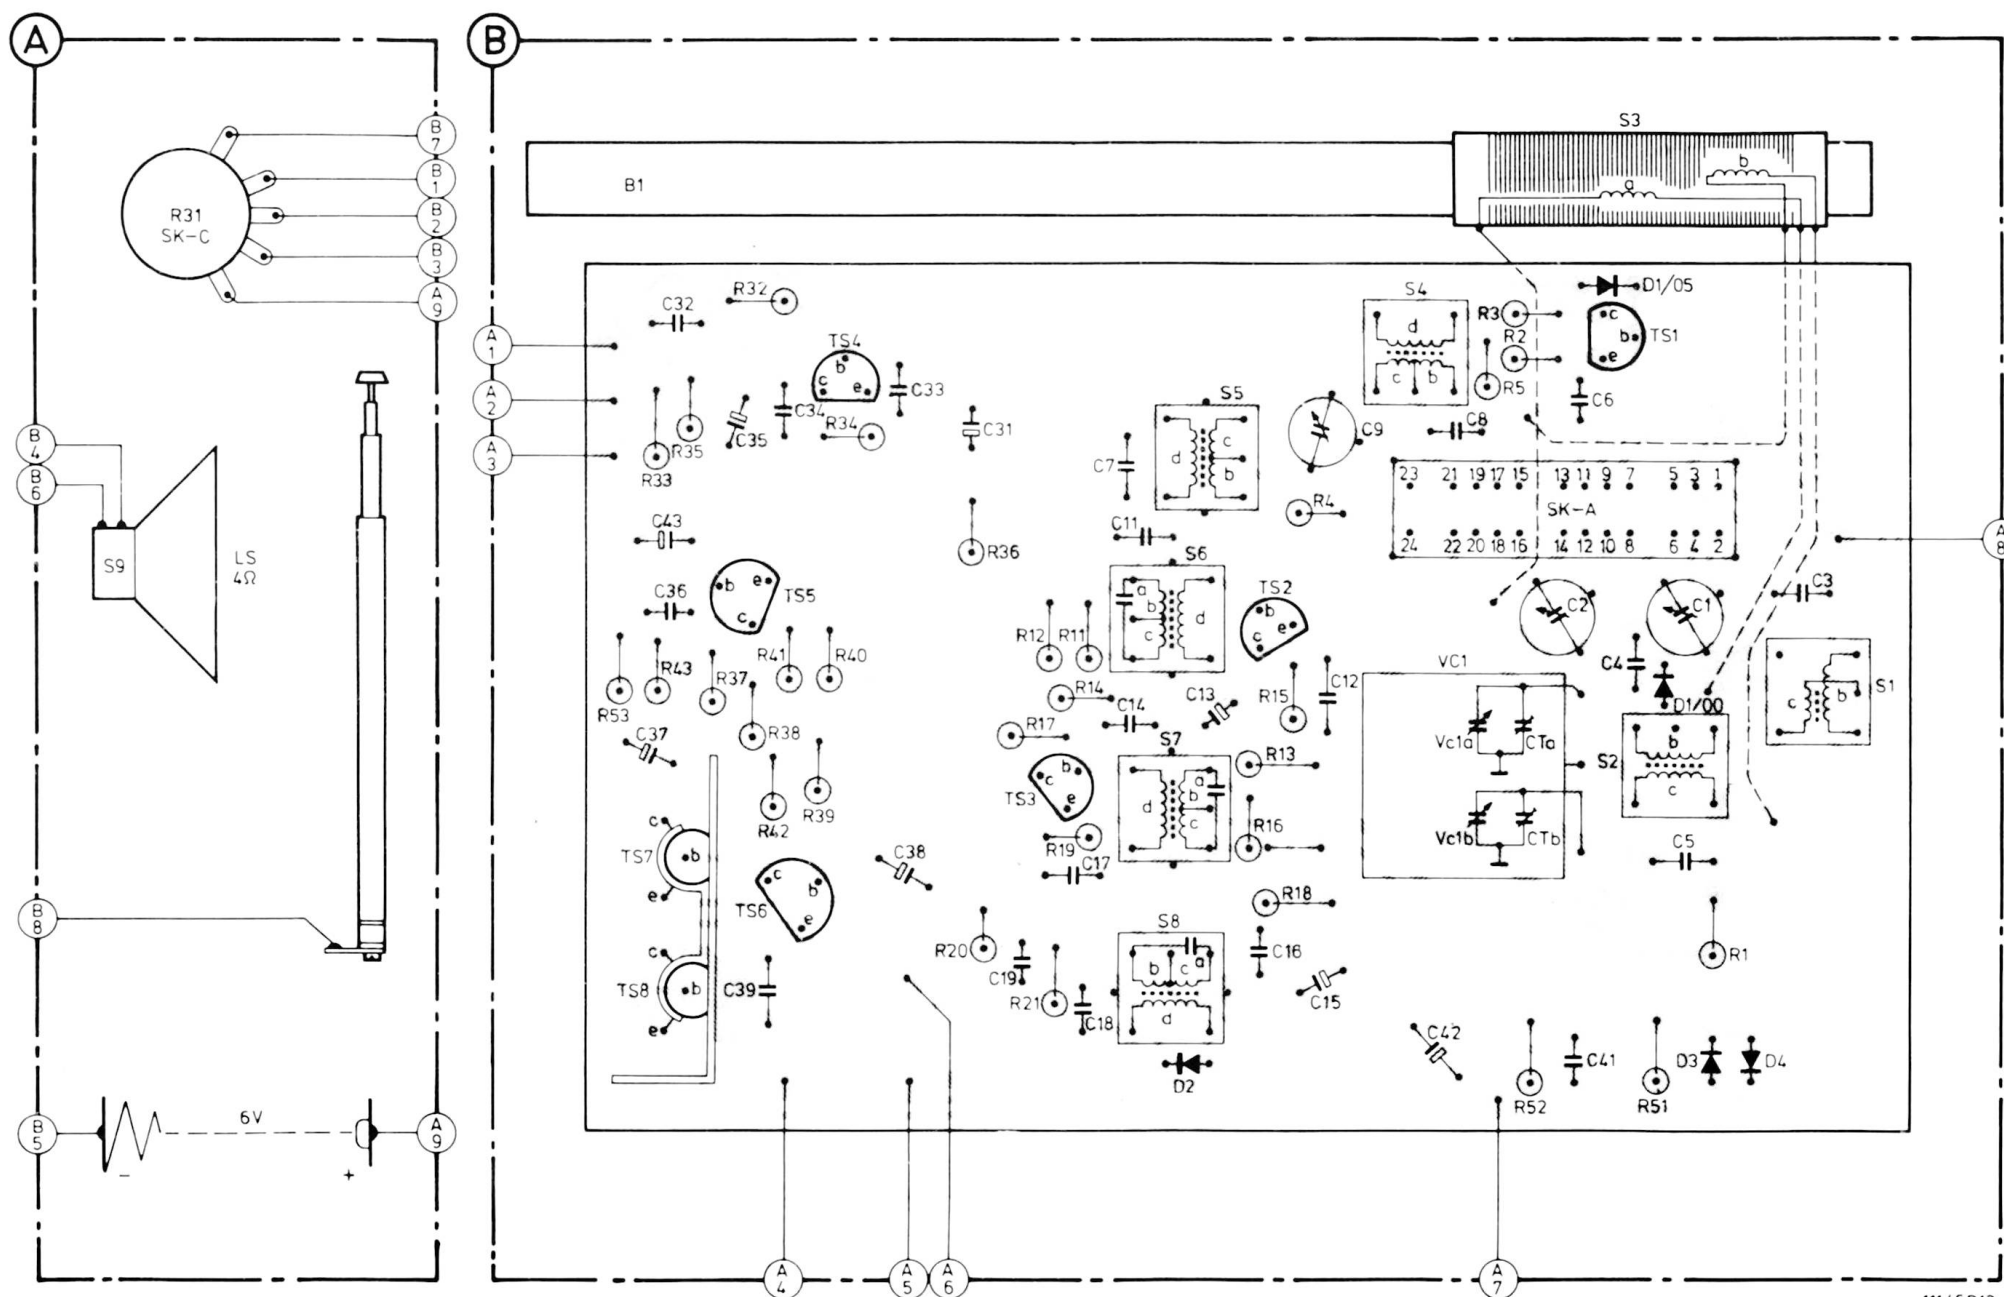 A
B
B
7
B
1
B
2
B
3
A
9
R31
SK-C
B
4
B
6
S9
LS
4Ω
B
8
B
5
6V
-
+
A
9
B1
S3
a
b
A
1
A
2
A
3
C32
R32
TS4
b
c
e
C33
C34
C35
R34
R35
R33
C31
C43
R36
C36
TS5
b
e
c
R53
R43
R37
R41
R40
R38
C37
R42
R39
TS7
c
b
e
TS6
c
b
e
TS8
c
b
e
C39
C38
S4
d
c
b
R3
R2
R5
D1/05
TS1
c
b
e
C6
C8
C9
S5
d
c
b
C7
R4
C11
23
21
19
17
15
13
11
9
7
5
3
1
SK-A
24
22
20
18
16
14
12
10
8
6
4
2
A
8
S6
a
b
c
d
TS2
b
e
c
R12
R11
R14
C14
C13
R15
C12
R17
S7
d
a
b
c
R13
TS3
c
b
e
R19
C17
R16
R18
C2
C1
C3
C4
D1/00
S1
c
b
VC1
Vc1a
CTa
Vc1b
CTb
S2
b
c
C5
R1
R20
C19
R21
C18
S8
b
c
a
d
C16
C15
D2
C42
R52
C41
R51
D3
D4
A
4
A
5
A
6
A
7